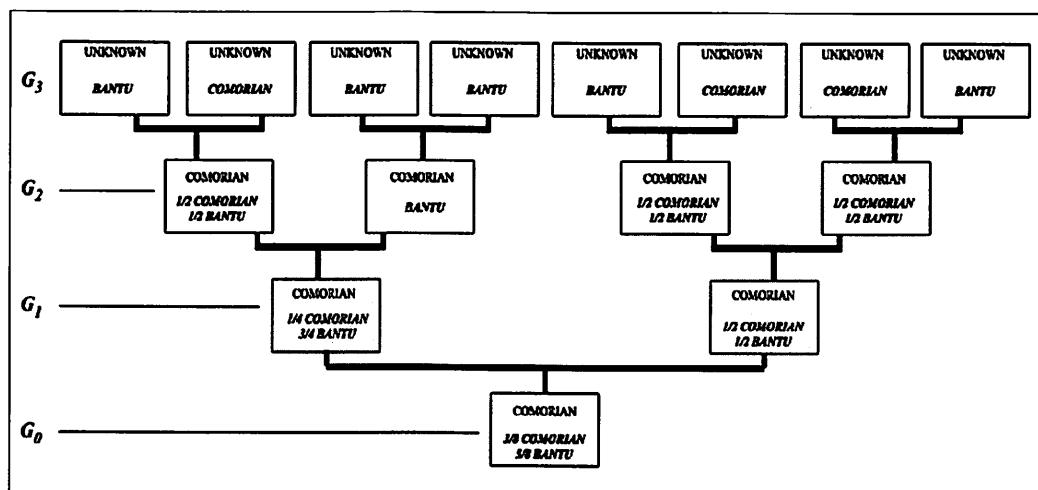 UNKNOWN UNKNOWN UNKNOWN UNKNOWN UNKNOWN UNKNOWN UNKNOWN UNKNOWN
G3
BANTU COMORIAN BANTU BANTU BANTU COMORIAN COMORIAN BANTU
COMORIAN COMORIAN COMORIAN COMORIAN
G2
1/2 COMORIAN BANTU 1/2 COMORIAN 1/2 COMORIAN
1/2 BANTU 1/2 BANTU 1/2 BANTU
COMORIAN COMORIAN
G1
1/4 COMORIAN 1/2 COMORIAN
3/4 BANTU 1/2 BANTU
COMORIAN
G0
3/8 COMORIAN
5/8 BANTU